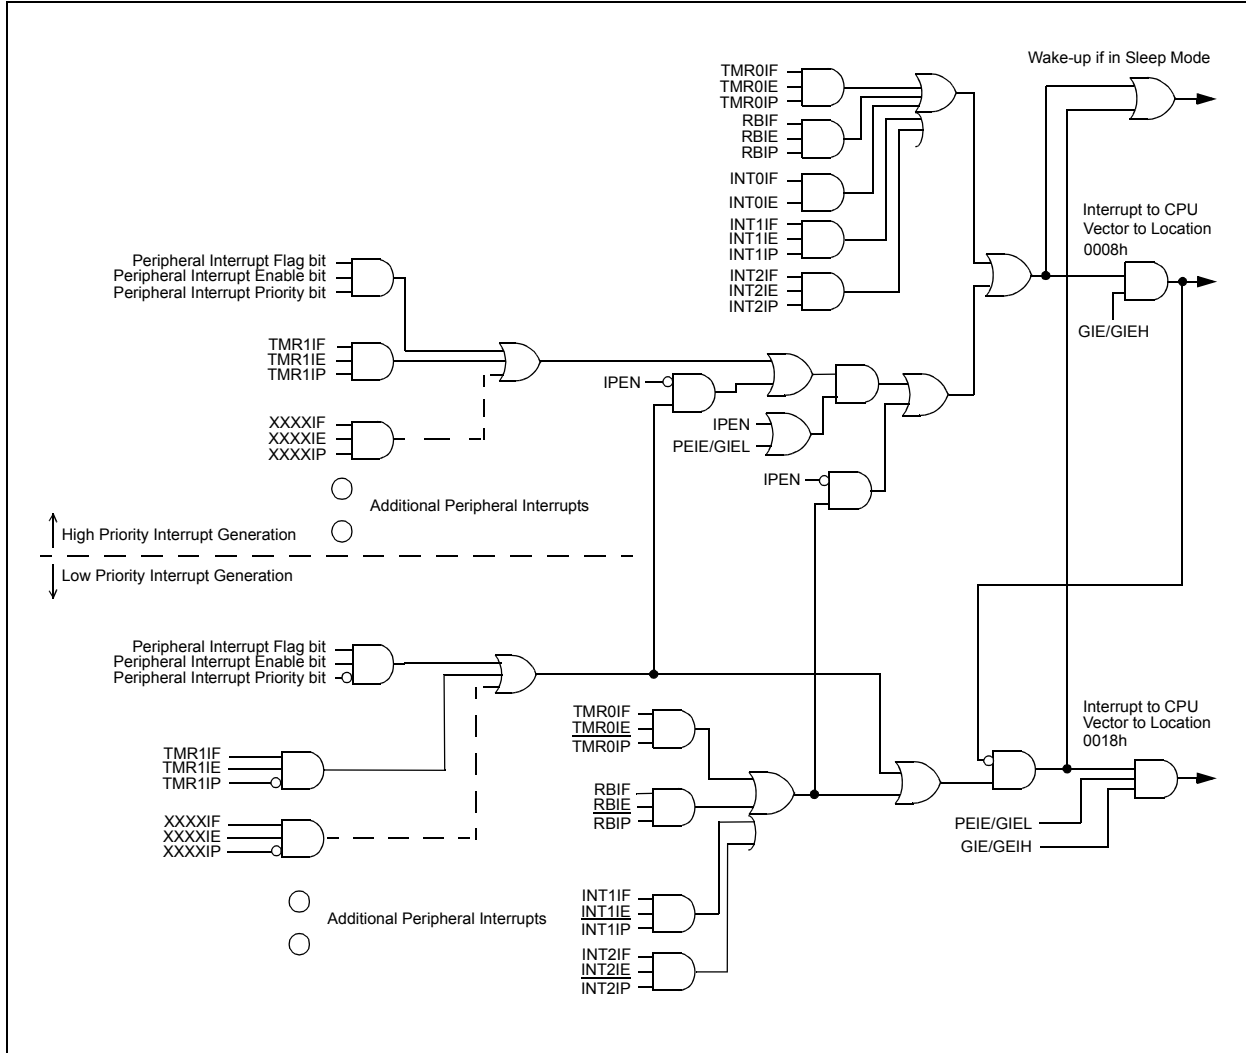 Wake-up if in Sleep Mode
TMR0IF
TMR0IE
TMR0IP
RBIF
RBIE
RBIP
INT0IF
INT0IE
INT1IF
INT1IE
INT1IP
INT2IF
INT2IE
INT2IP
Interrupt to CPU
Vector to Location
0008h
GIE/GIEH
Peripheral Interrupt Flag bit
Peripheral Interrupt Enable bit
Peripheral Interrupt Priority bit
TMR1IF
TMR1IE
TMR1IP
XXXXIF
XXXXIE
XXXXIP
IPEN
IPEN
PEIE/GIEL
IPEN
Additional Peripheral Interrupts
High Priority Interrupt Generation
Low Priority Interrupt Generation
Peripheral Interrupt Flag bit
Peripheral Interrupt Enable bit
Peripheral Interrupt Priority bit
TMR1IF
TMR1IE
TMR1IP
XXXXIF
XXXXIE
XXXXIP
Additional Peripheral Interrupts
TMR0IF
TMR0IE
TMR0IP
RBIF
RBIE
RBIP
INT1IF
INT1IE
INT1IP
INT2IF
INT2IE
INT2IP
Interrupt to CPU
Vector to Location
0018h
PEIE/GIEL
GIE/GEIH